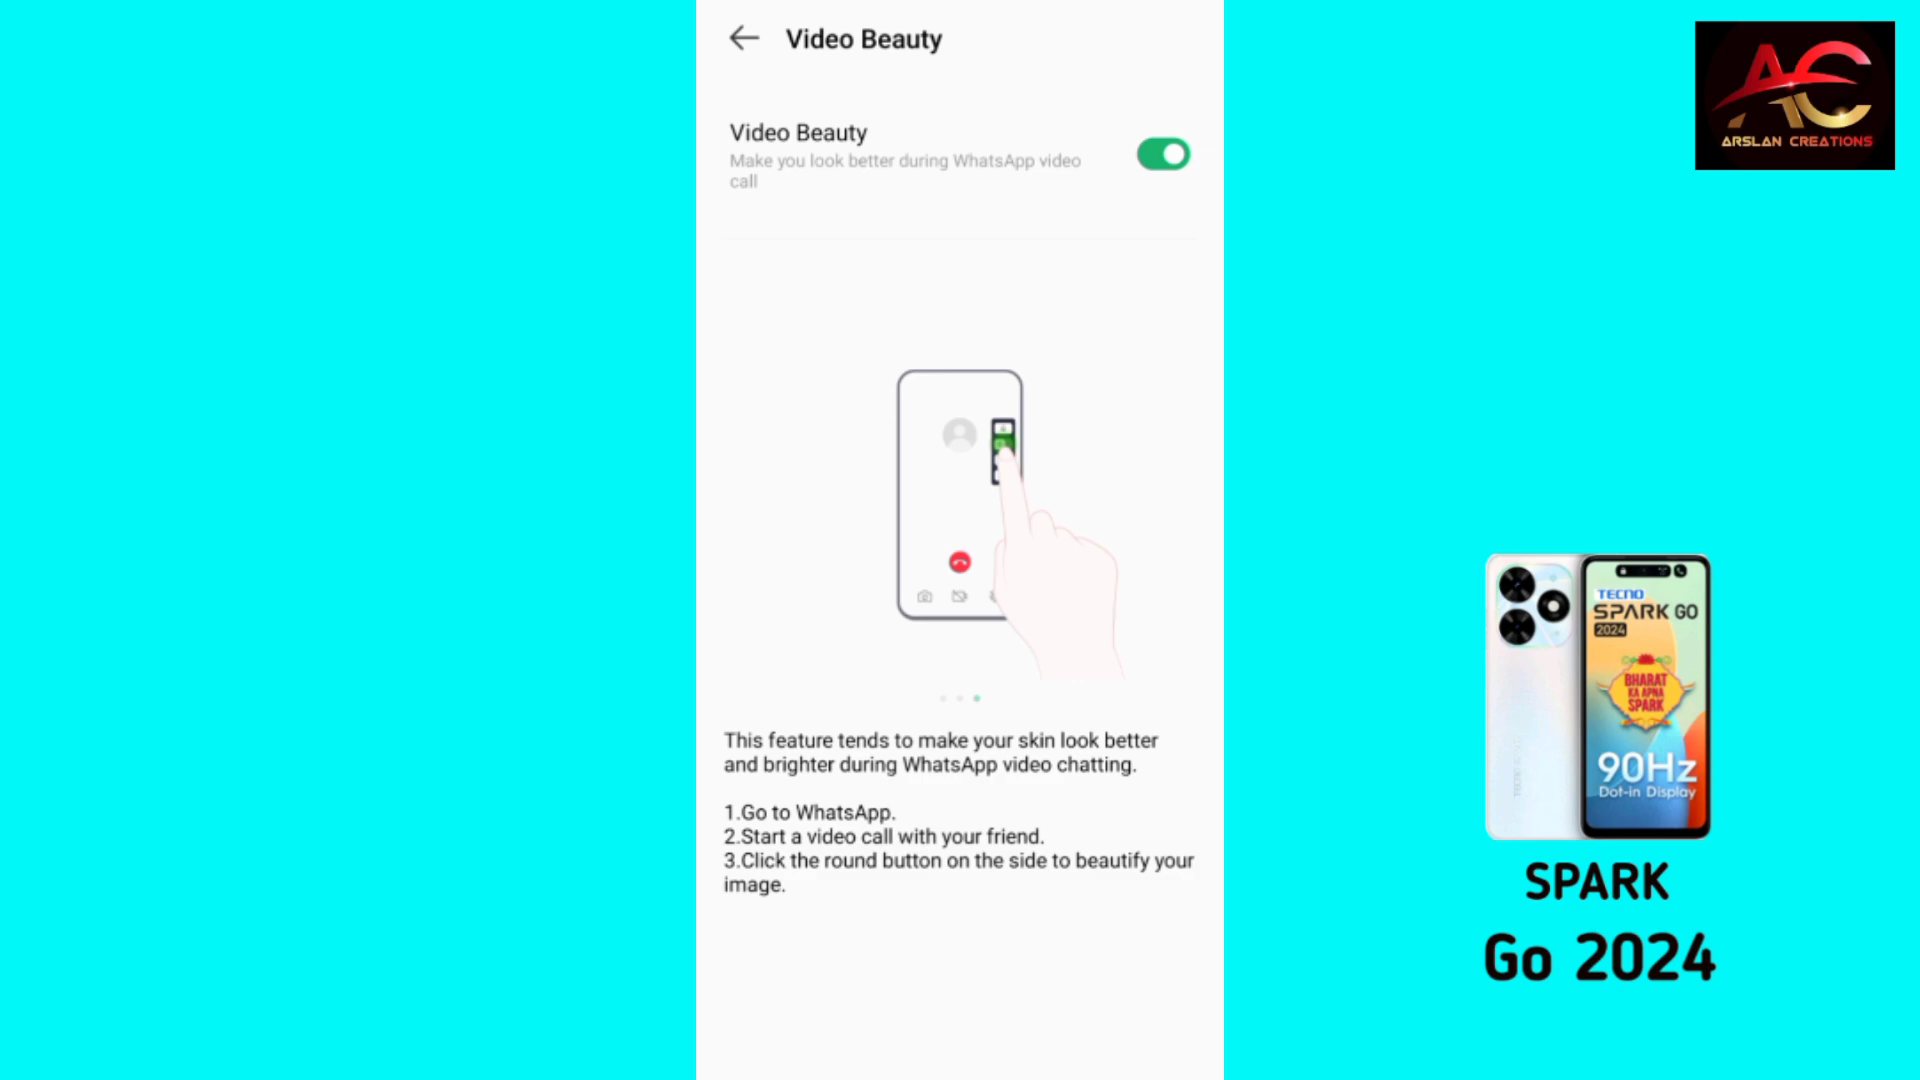 Video Beauty
Video Beauty
Make you look better during WhatsApp video
call
This feature tends to make your skin look better
and brighter during WhatsApp video chatting.
1.Go to WhatsApp.
2.Start a video call with your friend.
3.Click the round button on the side to beautify your
image.
AC
ARSLAN CREATIONS
TECNO
SPARK GO
2024
BHARAT
KA APNA
SPARK
90Hz
Dot-in Display
SPARK
Go 2024